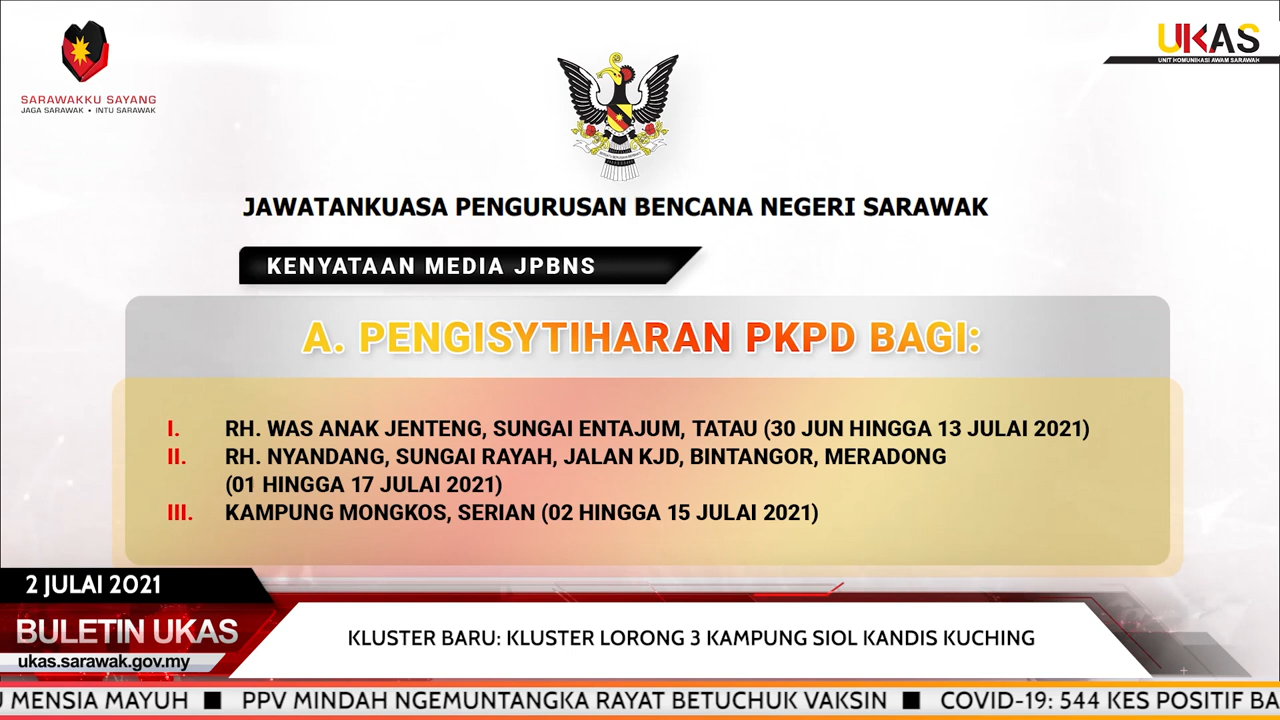 SARAWAKKU SAYANG
JAGA SARAWAK • INTU SARAWAK
UKAS
UNIT KOMUNIKASI AWAM SARAWAK
JAWATANKUASA PENGURUSAN BENCANA NEGERI SARAWAK
KENYATAAN MEDIA JPBNS
A. PENGISYTIHARAN PKPD BAGI:
I. RH. WAS ANAK JENTENG, SUNGAI ENTAJUM, TATAU (30 JUN HINGGA 13 JULAI 2021)
II. RH. NYANDANG, SUNGAI RAYAH, JALAN KJD, BINTANGOR, MERADONG
(01 HINGGA 17 JULAI 2021)
III. KAMPUNG MONGKOS, SERIAN (02 HINGGA 15 JULAI 2021)
2 JULAI 2021
BULETIN UKAS
ukas.sarawak.gov.my
KLUSTER BARU: KLUSTER LORONG 3 KAMPUNG SIOL KANDIS KUCHING
MENSIA MAYUH ■ PPV MINDAH NGEMUNTANGKA RAYAT BETUCHUK VAKSIN ■ COVID-19: 544 KES POSITIF BA